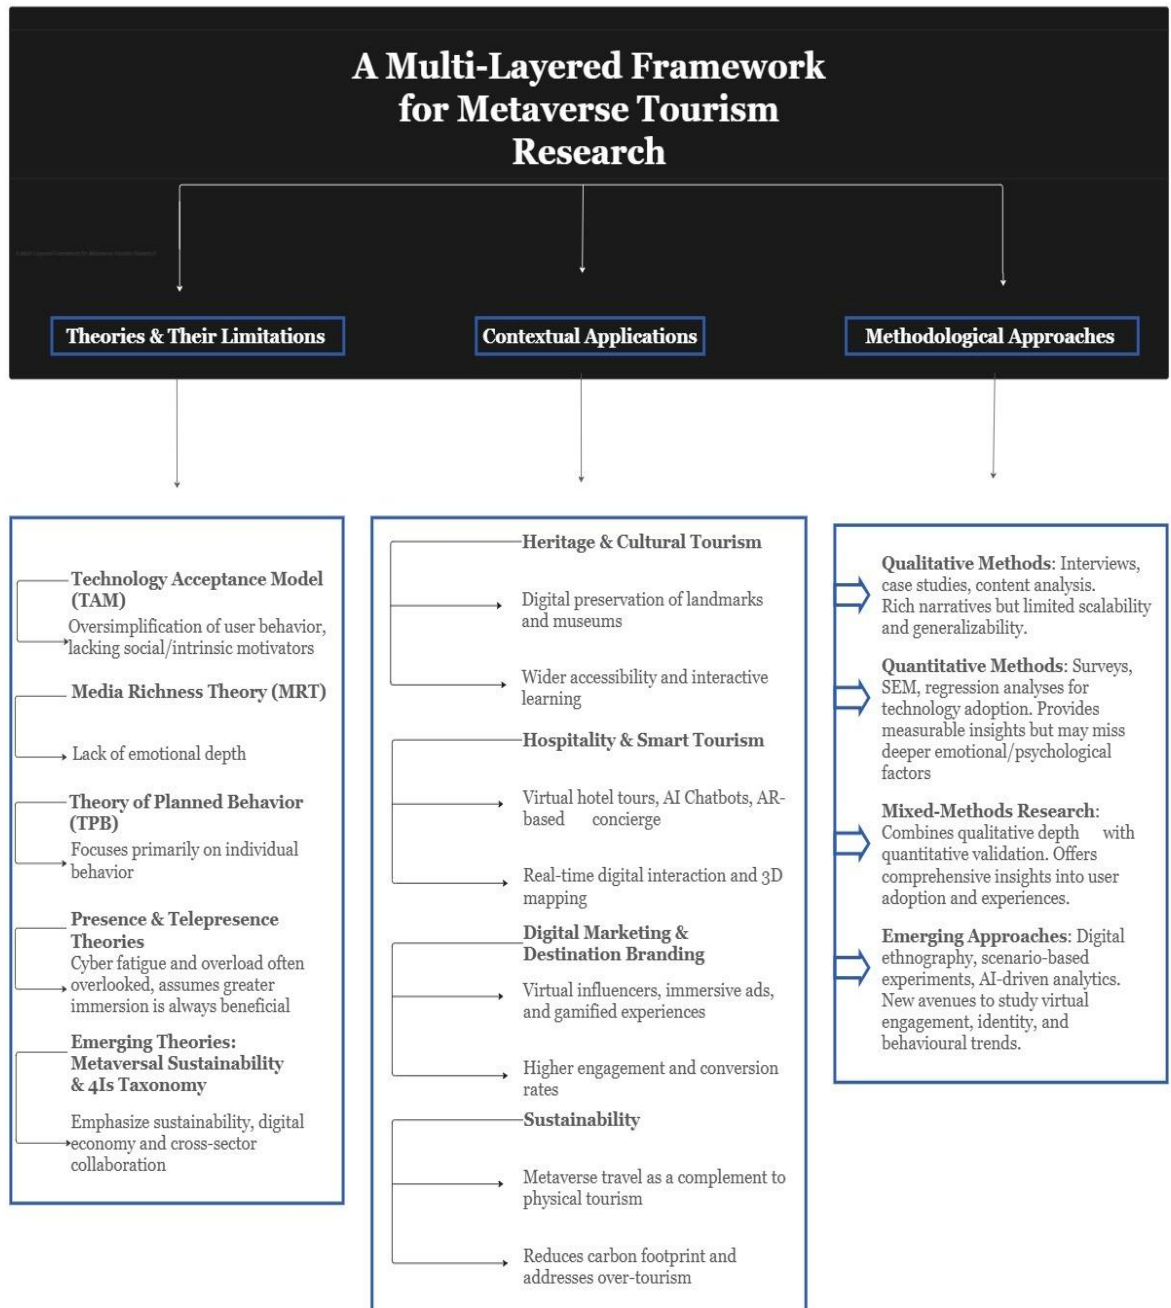 A Multi-Layered Framework
for Metaverse Tourism
Research
Theories & Their Limitations
Contextual Applications
Methodological Approaches
Technology Acceptance Model
(TAM)
Oversimplification of user behavior,
lacking social/intrinsic motivators
Media Richness Theory (MRT)
Lack of emotional depth
Theory of Planned Behavior
(TPB)
Focuses primarily on individual
behavior
Presence & Telepresence
Theories
Cyber fatigue and overload often
overlooked, assumes greater
immersion is always beneficial
Emerging Theories:
Metaversal Sustainability
& 4Is Taxonomy
Emphasize sustainability, digital
economy and cross-sector
collaboration
Heritage & Cultural Tourism
Digital preservation of landmarks
and museums
Wider accessibility and interactive
learning
Hospitality & Smart Tourism
Virtual hotel tours, AI Chatbots, AR-
based concierge
Real-time digital interaction and 3D
mapping
Digital Marketing &
Destination Branding
Virtual influencers, immersive ads,
and gamified experiences
Higher engagement and conversion
rates
Sustainability
Metaverse travel as a complement to
physical tourism
Reduces carbon footprint and
addresses over-tourism
Qualitative Methods: Interviews,
case studies, content analysis.
Rich narratives but limited scalability
and generalizability.
Quantitative Methods: Surveys,
SEM, regression analyses for
technology adoption. Provides
measurable insights but may miss
deeper emotional/psychological
factors
Mixed-Methods Research:
Combines qualitative depth with
quantitative validation. Offers
comprehensive insights into user
adoption and experiences.
Emerging Approaches: Digital
ethnography, scenario-based
experiments, AI-driven analytics.
New avenues to study virtual
engagement, identity, and
behavioural trends.